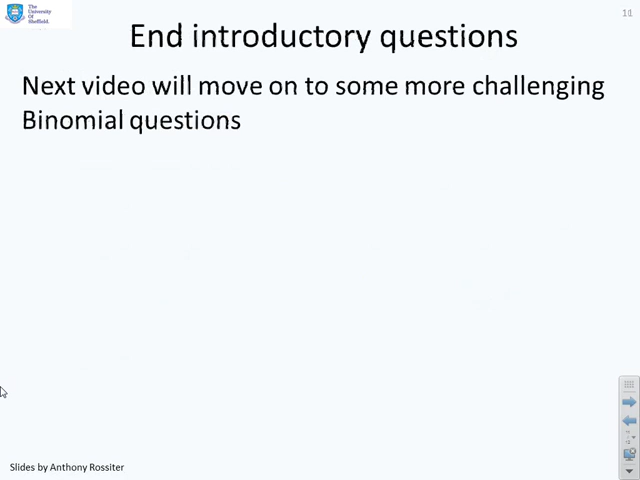 The
University
Of
Sheffield.
11
End introductory questions
Next video will move on to some more challenging
Binomial questions
Slides by Anthony Rossiter